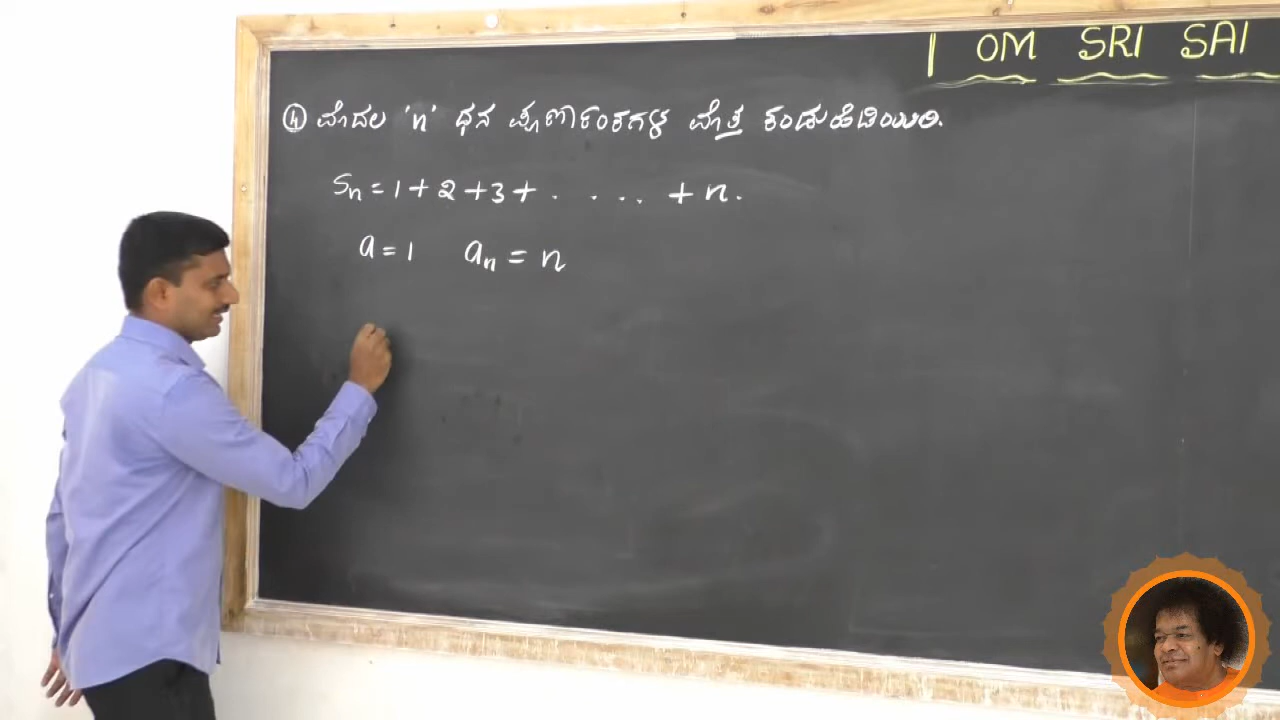 | OM SRI SAI
④ ಮೊದಲ 'n' ಧನ ಪೂರ್ಣಾಂಕಗಳ ಮೊತ್ತ ಕಂಡುಹಿಡಿಯಿರಿ.
Sn = 1 + 2 + 3 + . . . . . + n.
a = 1 an = n